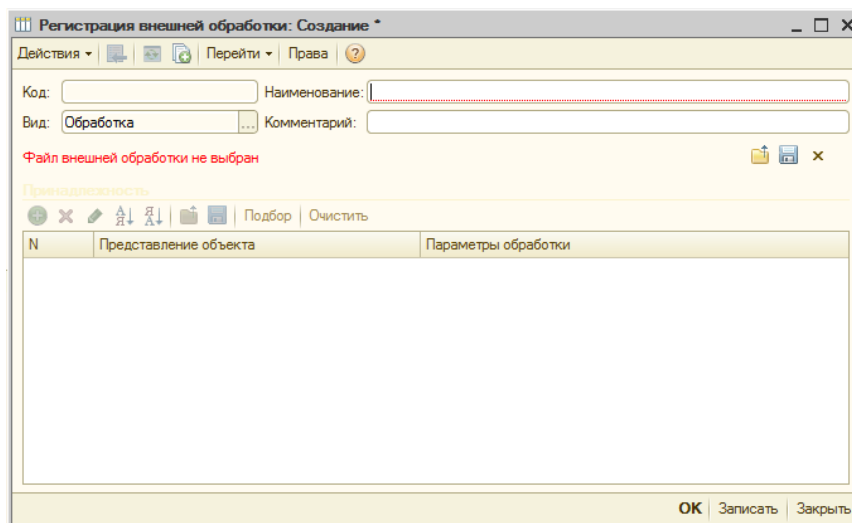 Регистрация внешней обработки: Создание *
Действия Перейти Права ?
Код: Наименование:
Вид: Обработка ... Комментарий:
Файл внешней обработки не выбран
Принадлежность
Подбор Очистить
N Представление объекта Параметры обработки
OK Записать Закрыть